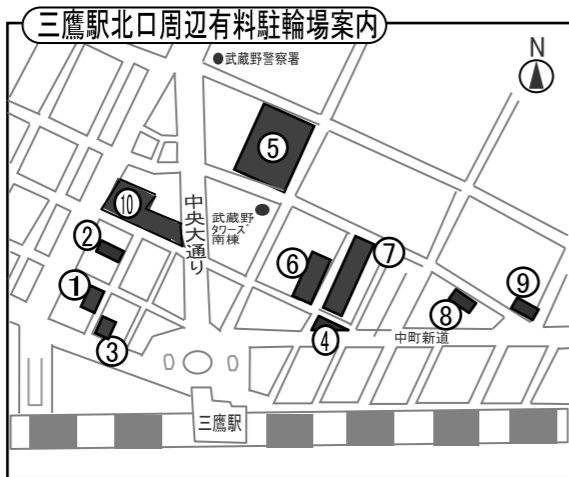 三鷹駅北口周辺有料駐輪場案内
●武蔵野警察署
N
⑤
⑩
中央大通り
武蔵野
タワーズ
南棟
②
⑥
⑦
①
⑨
⑧
③
④
中町新道
三鷹駅